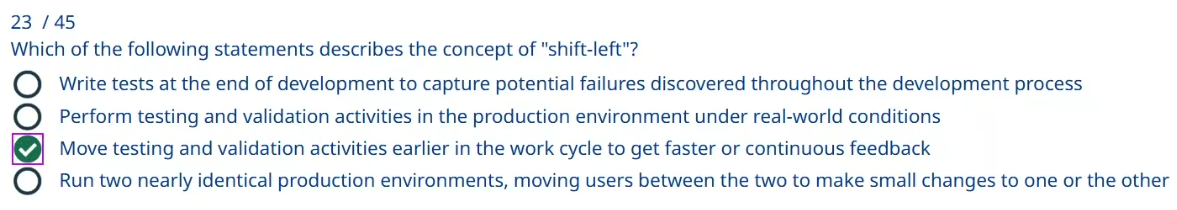 23 / 45
Which of the following statements describes the concept of "shift-left"?
Write tests at the end of development to capture potential failures discovered throughout the development process
Perform testing and validation activities in the production environment under real-world conditions
Move testing and validation activities earlier in the work cycle to get faster or continuous feedback
Run two nearly identical production environments, moving users between the two to make small changes to one or the other